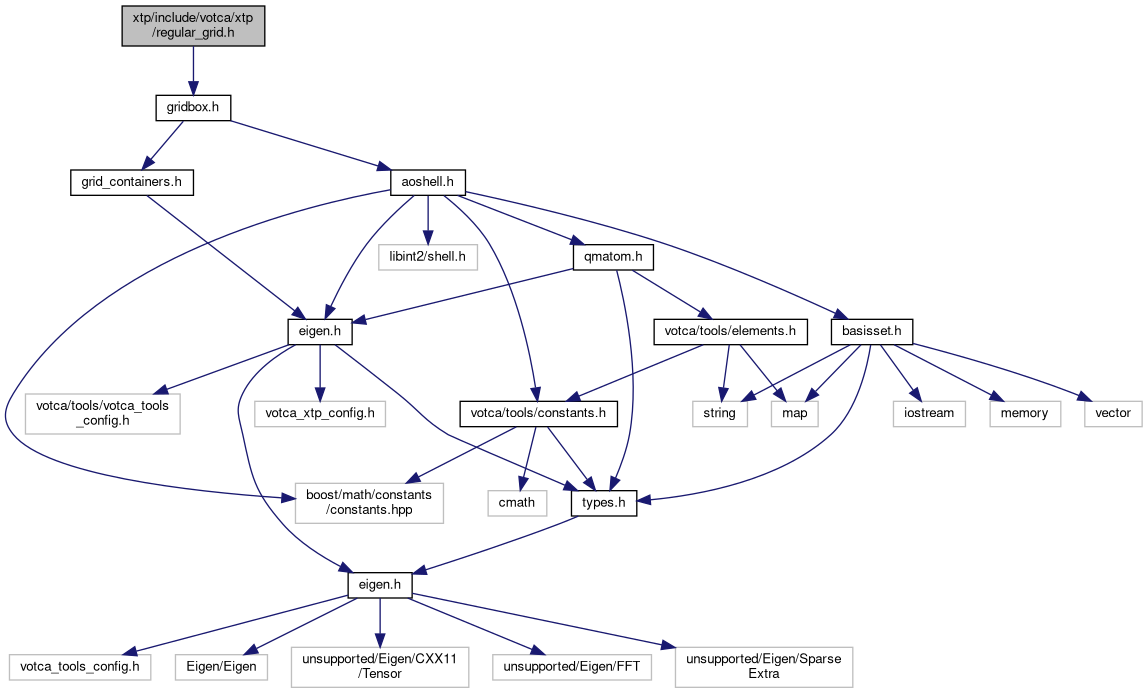 xtp/include/votca/xtp
/regular_grid.h
gridbox.h
grid_containers.h
aoshell.h
libint2/shell.h
qmatom.h
eigen.h
votca/tools/elements.h
basisset.h
votca/tools/votca_tools
_config.h
votca_xtp_config.h
votca/tools/constants.h
string
map
iostream
memory
vector
boost/math/constants
/constants.hpp
cmath
types.h
eigen.h
votca_tools_config.h
Eigen/Eigen
unsupported/Eigen/CXX11
/Tensor
unsupported/Eigen/FFT
unsupported/Eigen/Sparse
Extra